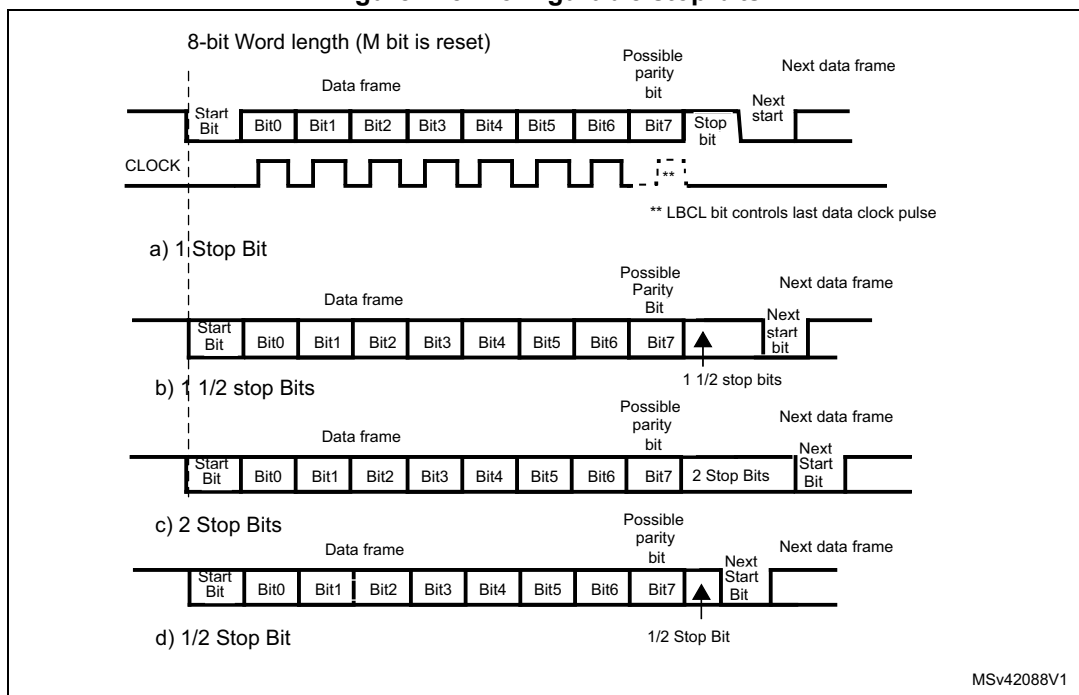 8-bit Word length (M bit is reset)
Possible
parity
bit
Next data frame
Data frame
Start
Bit
Bit0
Bit1
Bit2
Bit3
Bit4
Bit5
Bit6
Bit7
Stop
bit
Next
start
CLOCK
**
** LBCL bit controls last data clock pulse
a) 1 Stop Bit
Possible
Parity
Bit
Next data frame
Data frame
Start
Bit
Bit0
Bit1
Bit2
Bit3
Bit4
Bit5
Bit6
Bit7
Next
start
bit
1 1/2 stop bits
b) 1 1/2 stop Bits
Possible
parity
bit
Next data frame
Data frame
Start
Bit
Bit0
Bit1
Bit2
Bit3
Bit4
Bit5
Bit6
Bit7
2 Stop Bits
Next
Start
Bit
c) 2 Stop Bits
Possible
parity
bit
Next data frame
Data frame
Start
Bit
Bit0
Bit1
Bit2
Bit3
Bit4
Bit5
Bit6
Bit7
Next
Start
Bit
1/2 Stop Bit
d) 1/2 Stop Bit
MSv42088V1